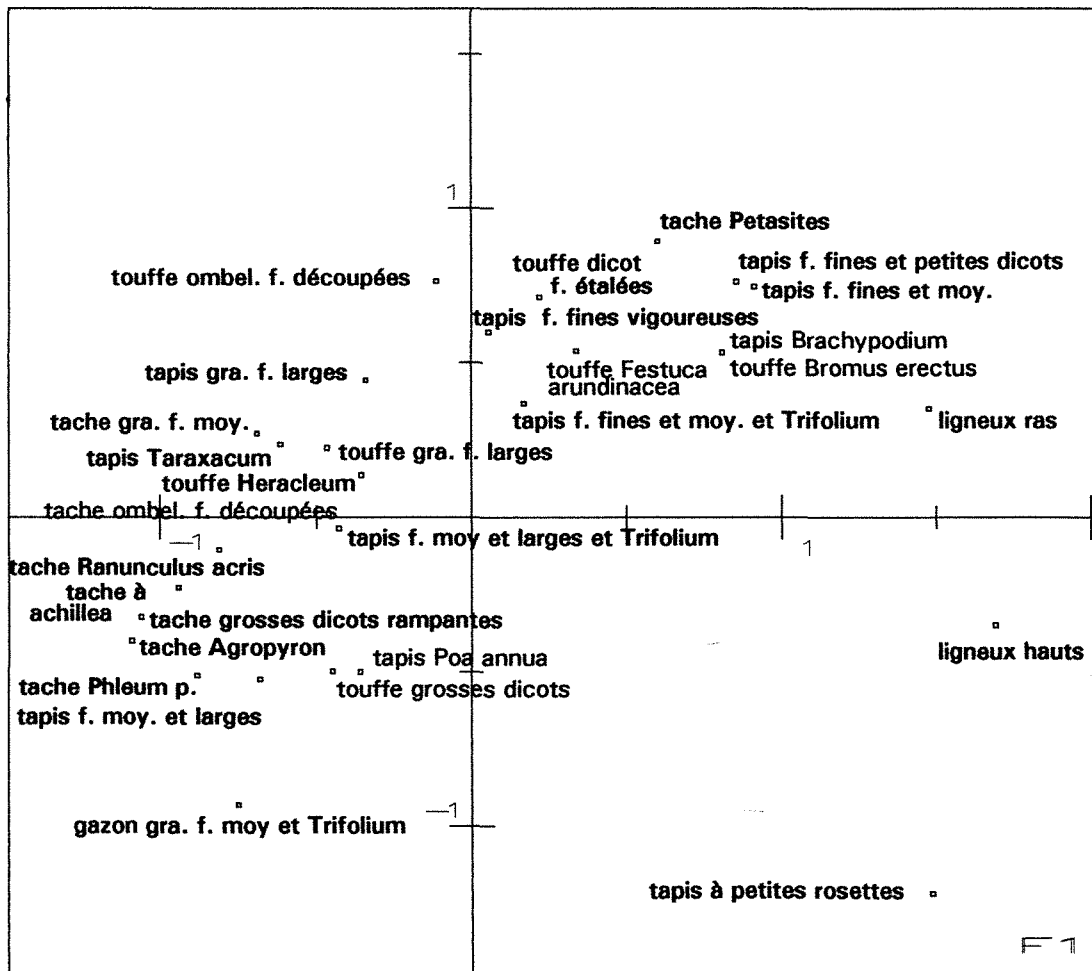 1
tache Petasites
touffe ombel. f. découpées
touffe dicot
f. étalées
tapis f. fines et petites dicots
tapis f. fines et moy.
tapis f. fines vigoureuses
tapis Brachypodium
tapis gra. f. larges
touffe Festuca
arundinacea
touffe Bromus erectus
tache gra. f. moy.
tapis f. fines et moy. et Trifolium
ligneux ras
tapis Taraxacum
touffe gra. f. larges
touffe Heracleum
tache ombel. f. découpées
tapis f. moy et larges et Trifolium
—1
1
tache Ranunculus acris
tache à
achillea
tache grosses dicots rampantes
tache Agropyron
tapis Poa annua
ligneux hauts
tache Phleum p.
touffe grosses dicots
tapis f. moy. et larges
—1
gazon gra. f. moy et Trifolium
tapis à petites rosettes
F1